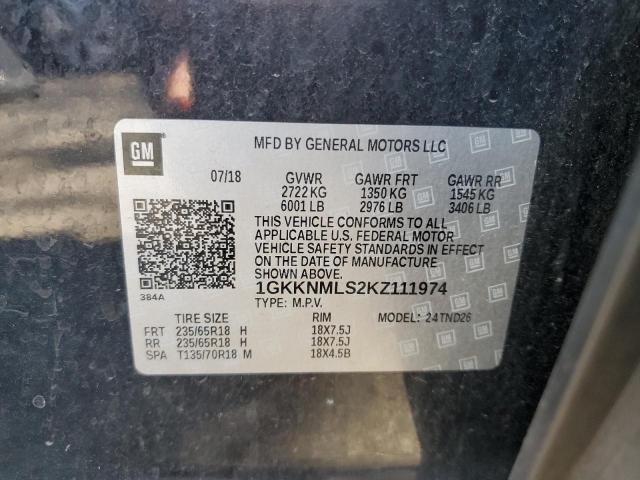 GM
MFD BY GENERAL MOTORS LLC
07/18 GVWR GAWR FRT GAWR RR
2722 KG 1350 KG 1545 KG
6001 LB 2976 LB 3406 LB
THIS VEHICLE CONFORMS TO ALL
APPLICABLE U.S. FEDERAL MOTOR
VEHICLE SAFETY STANDARDS IN EFFECT
ON THE DATE OF MANUFACTURE
SHOWN ABOVE.
384A
1GKKNMLS2KZ111974
TYPE: M.P.V. MODEL: 24TND26
TIRE SIZE RIM
FRT 235/65R18 H 18X7.5J
RR 235/65R18 H 18X7.5J
SPA T135/70R18 M 18X4.5B